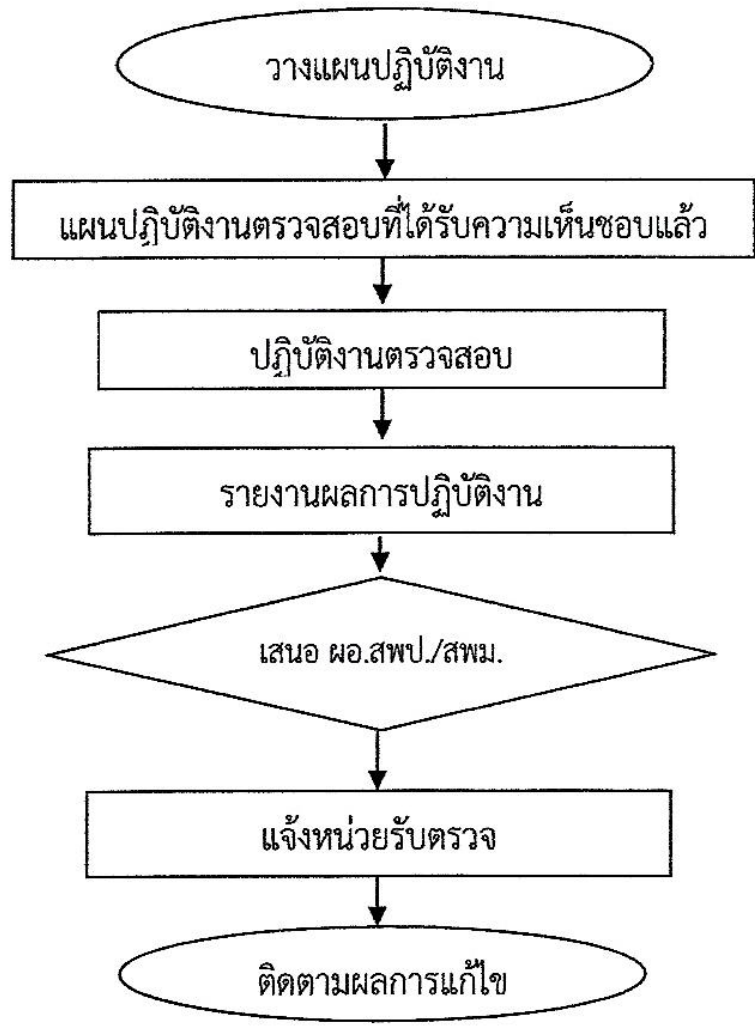 วางแผนปฏิบัติงาน
แผนปฏิบัติงานตรวจสอบที่ได้รับความเห็นชอบแล้ว
ปฏิบัติงานตรวจสอบ
รายงานผลการปฏิบัติงาน
เสนอ ผอ.สพป./สพม.
แจ้งหน่วยรับตรวจ
ติดตามผลการแก้ไข